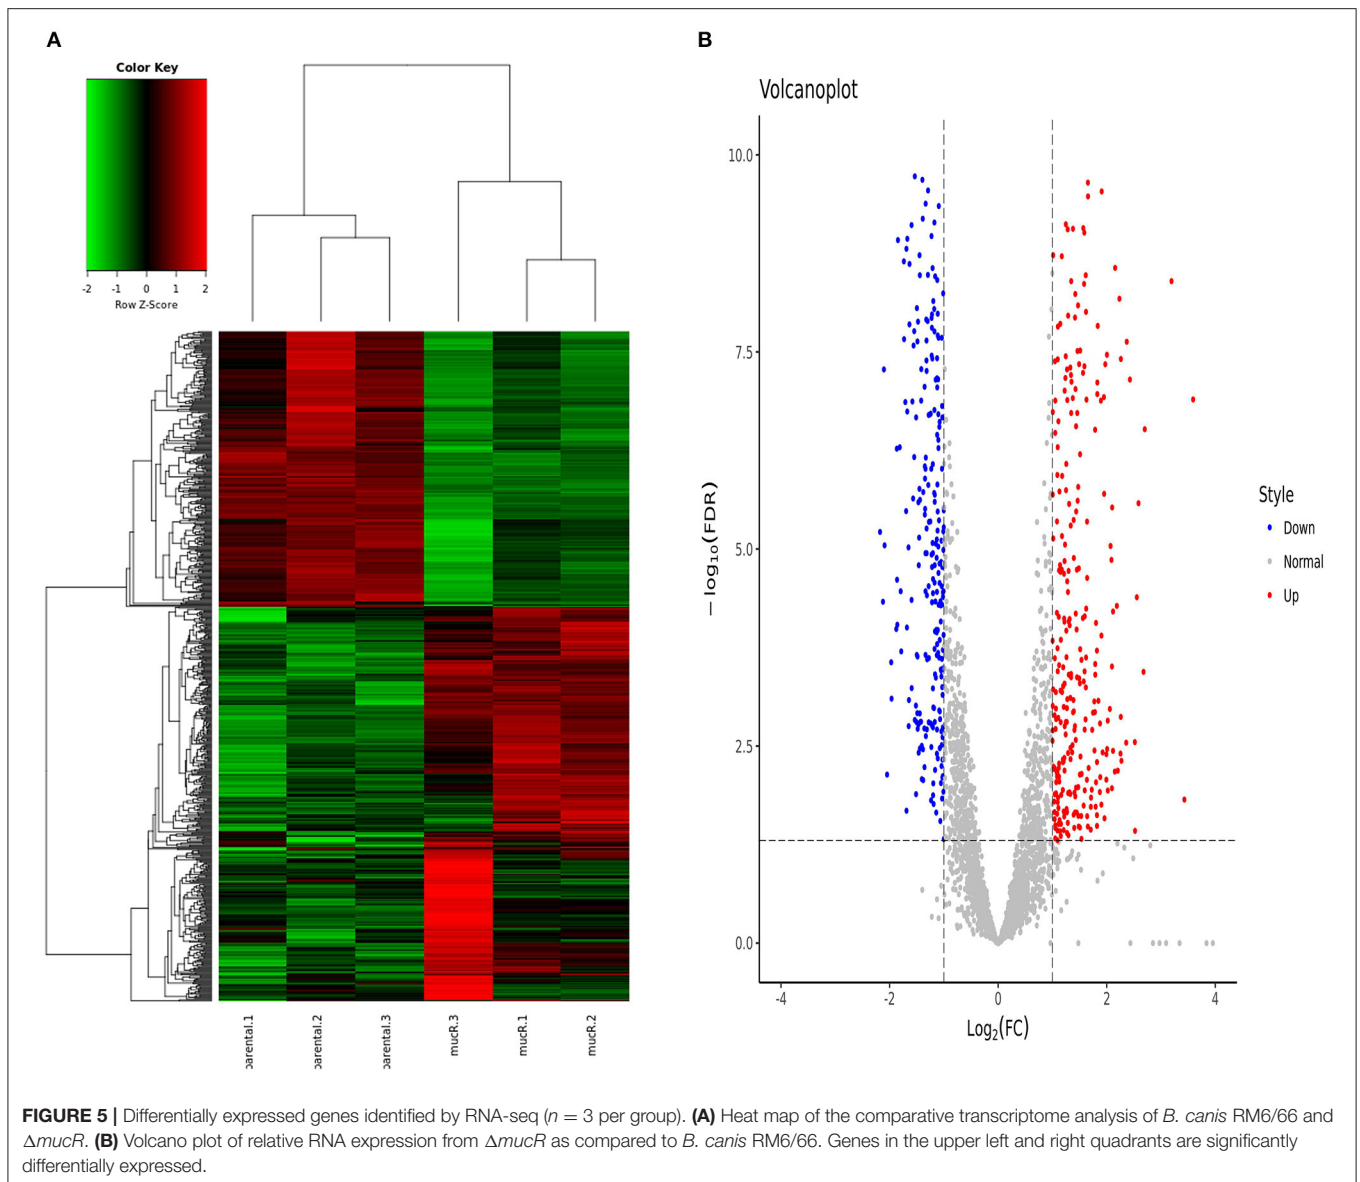 A
B
Color Key
-2 -1 0 1 2
Row Z-Score
parental.1
parental.2
parental.3
mucR.3
mucR.1
mucR.2
Volcanoplot
10.0
7.5
5.0
2.5
0.0
−log₁₀(FDR)
-4 -2 0 2 4
Log₂(FC)
Style
Down
Normal
Up
FIGURE 5 | Differentially expressed genes identified by RNA-seq (n = 3 per group). (A) Heat map of the comparative transcriptome analysis of B. canis RM6/66 and
ΔmucR. (B) Volcano plot of relative RNA expression from ΔmucR as compared to B. canis RM6/66. Genes in the upper left and right quadrants are significantly
differentially expressed.